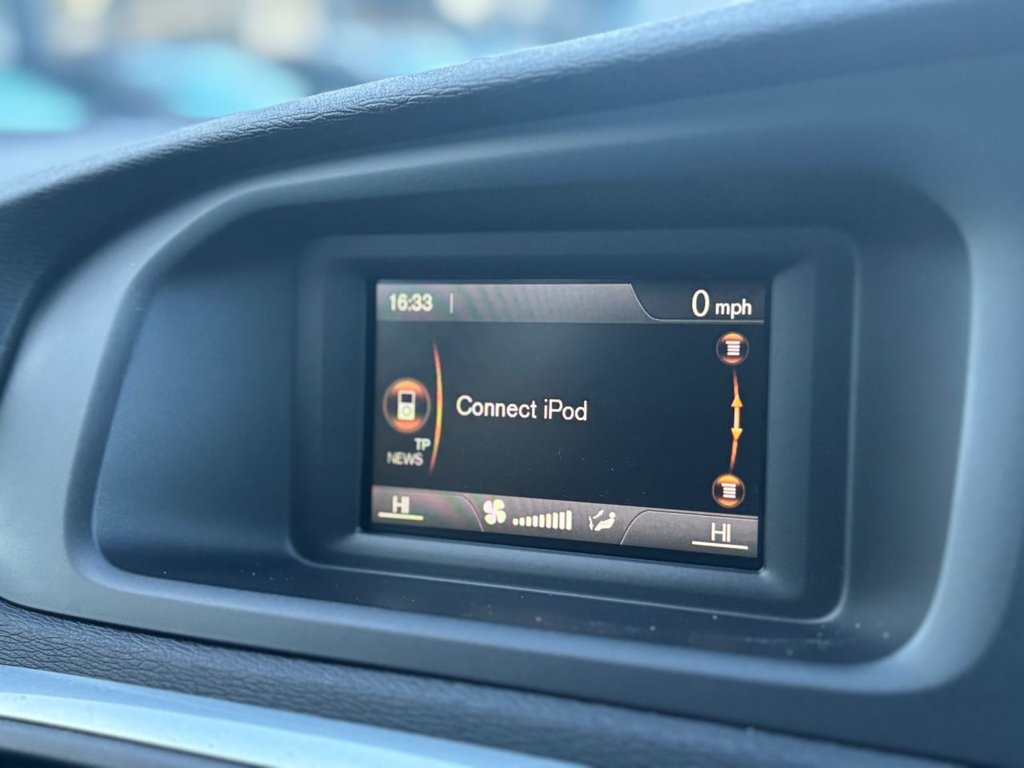 16:33
0 mph
Connect iPod
TP
NEWS
HI
HI